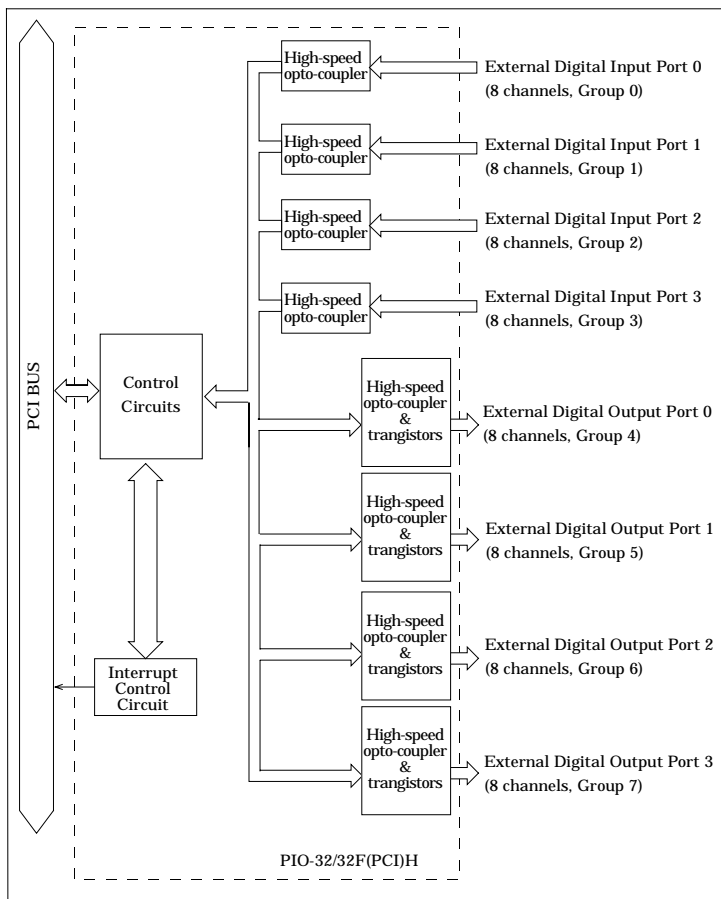 High-speed
opto-coupler
External Digital Input Port 0
(8 channels, Group 0)
High-speed
opto-coupler
External Digital Input Port 1
(8 channels, Group 1)
High-speed
opto-coupler
External Digital Input Port 2
(8 channels, Group 2)
High-speed
opto-coupler
External Digital Input Port 3
(8 channels, Group 3)
PCI BUS
Control
Circuits
High-speed
opto-coupler
&
trangistors
External Digital Output Port 0
(8 channels, Group 4)
High-speed
opto-coupler
&
trangistors
External Digital Output Port 1
(8 channels, Group 5)
High-speed
opto-coupler
&
trangistors
External Digital Output Port 2
(8 channels, Group 6)
Interrupt
Control
Circuit
High-speed
opto-coupler
&
trangistors
External Digital Output Port 3
(8 channels, Group 7)
PIO-32/32F(PCI)H